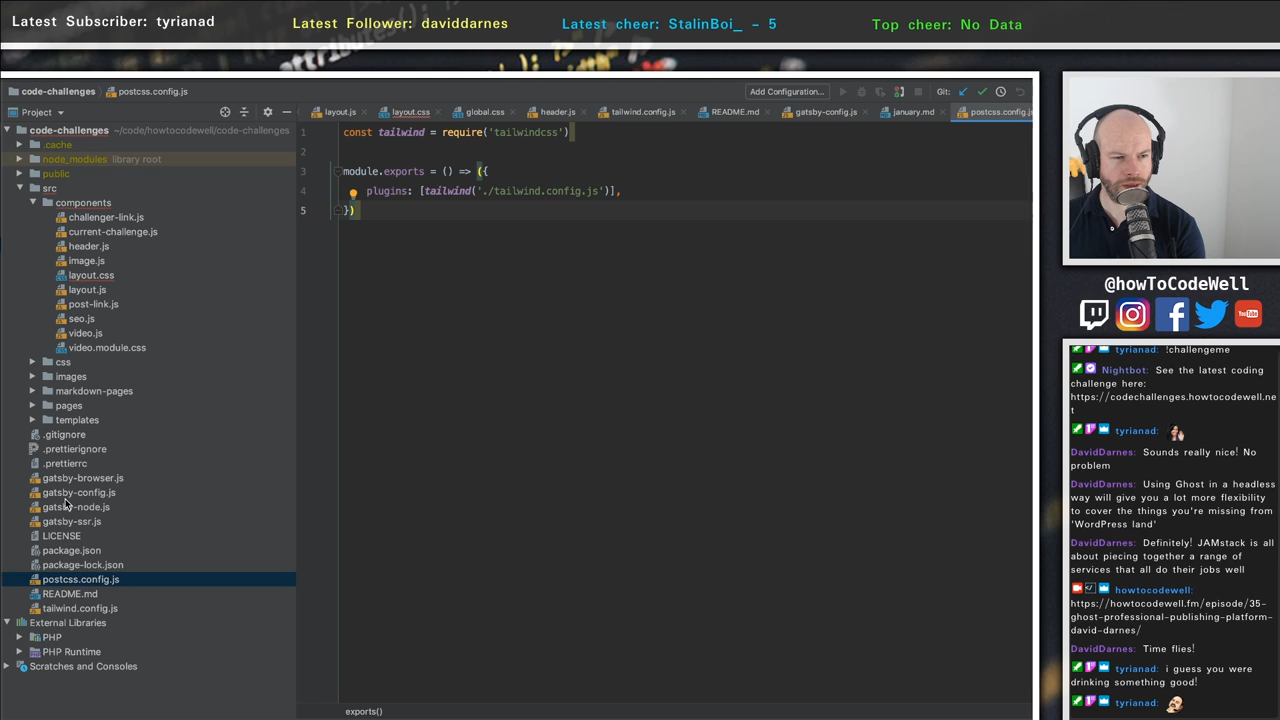 Latest Subscriber: tyrianad
Latest Follower: daviddarnes
Latest cheer: StalinBoi_ - 5
Top cheer: No Data
code-challenges
postcss.config.js
Add Configuration...
Git:
Project
layout.js
layout.css
global.css
header.js
tailwind.config.js
README.md
gatsby-config.js
january.md
postcss.config.js
code-challenges ~/code/howtocodewell/code-challenges
.cache
node_modules library root
public
src
components
challenger-link.js
current-challenge.js
header.js
image.js
layout.css
layout.js
post-link.js
seo.js
video.js
video.module.css
css
images
markdown-pages
pages
templates
.gitignore
.prettierignore
.prettierrc
gatsby-browser.js
gatsby-config.js
gatsby-node.js
gatsby-ssr.js
LICENSE
package.json
package-lock.json
postcss.config.js
README.md
tailwind.config.js
External Libraries
PHP
PHP Runtime
Scratches and Consoles
1 const tailwind = require('tailwindcss')
2
3 module.exports = () => ({
4 plugins: [tailwind('./tailwind.config.js')],
5 })
exports()
@howToCodeWell
You Tube
tyrianad: !challengeme
Nightbot: See the latest coding
challenge here:
https://codechallenges.howtocodewell.ne
t
tyrianad:
DavidDarnes: Sounds really nice! No
problem
DavidDarnes: Using Ghost in a headless
way will give you a lot more flexibility
to cover the things you're missing from
'WordPress land'
DavidDarnes: Definitely! JAMstack is all
about piecing together a range of
services that all do their jobs well
howtocodewell:
https://howtocodewell.fm/episode/35-
ghost-professional-publishing-platform-
david-darnes/
DavidDarnes: Time flies!
tyrianad: i guess you were
drinking something good!
tyrianad: